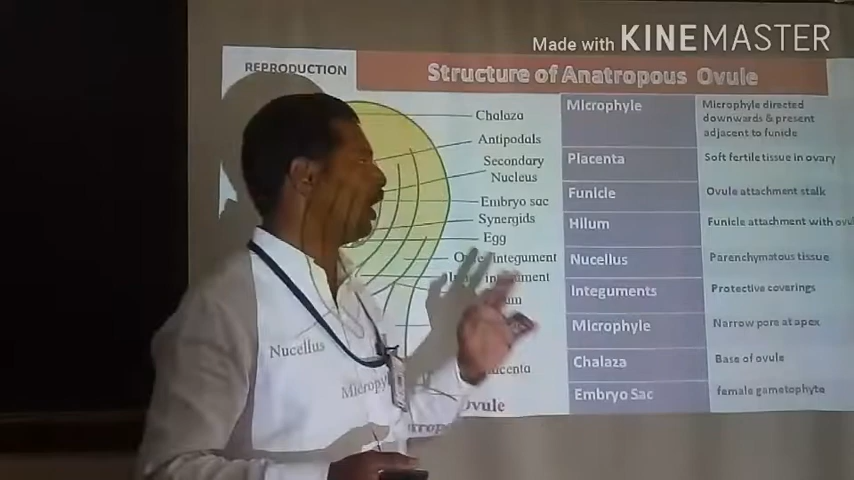 Made with KINEMASTER
REPRODUCTION
Structure of Anatropous Ovule
Chalaza
Antipodals
Secondary
Nucleus
Embryo sac
Synergids
Egg
integument
Nucellus
Ovule
Microphyle
Microphyle directed
downwards & present
adjacent to funicle
Placenta
Soft fertile tissue in ovary
Funicle
Ovule attachment stalk
Hilum
Funicle attachment with
Nucellus
Parenchymatous tissue
Integuments
Protective coverings
Microphyle
Narrow pore at apex
Chalaza
Base of ovule
Embryo Sac
female gametophyte